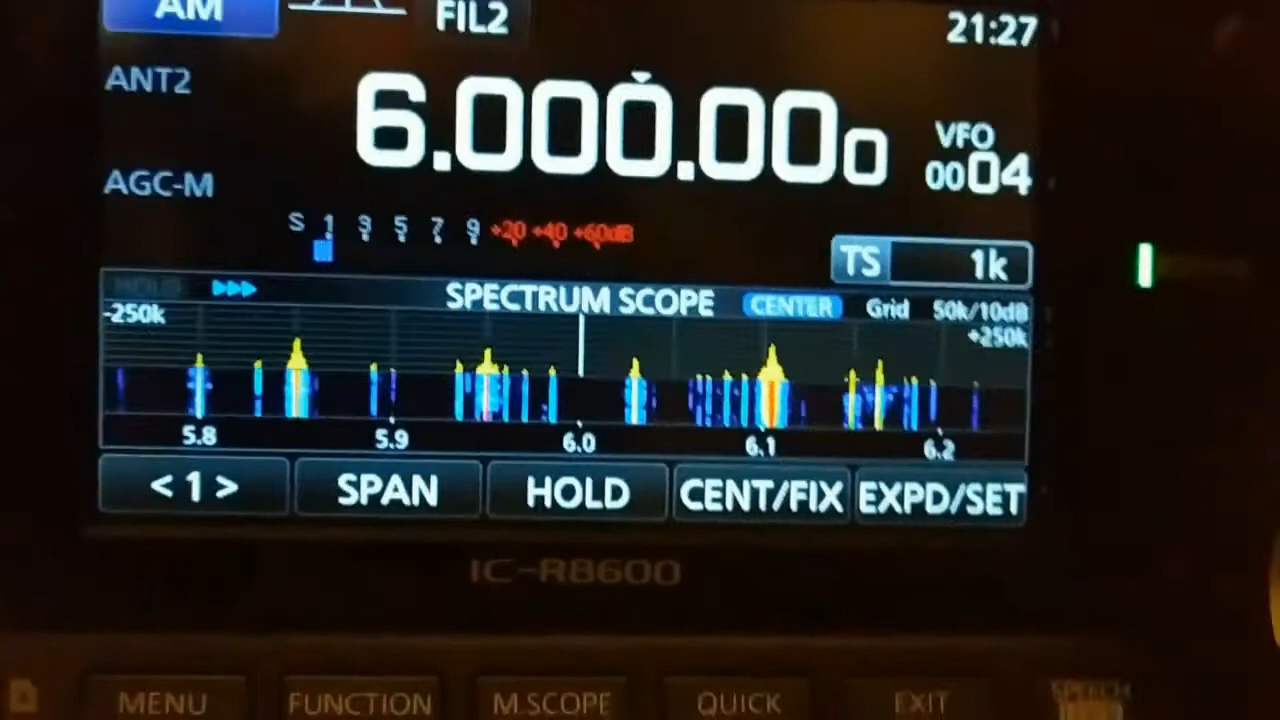 AM FIL2 21:27
ANT2
6.000.000
VFO
0004
AGC-M
S 1 3 5 7 9 +20 +40 +60dB
TS 1k
HOLD SPECTRUM SCOPE CENTER Grid 50k/10dB
-250k +250k
5.8 5.9 6.0 6.1 6.2
< 1 > SPAN HOLD CENT/FIX EXPD/SET
IC-R8600
MENU FUNCTION M.SCOPE QUICK EXIT SPEECH